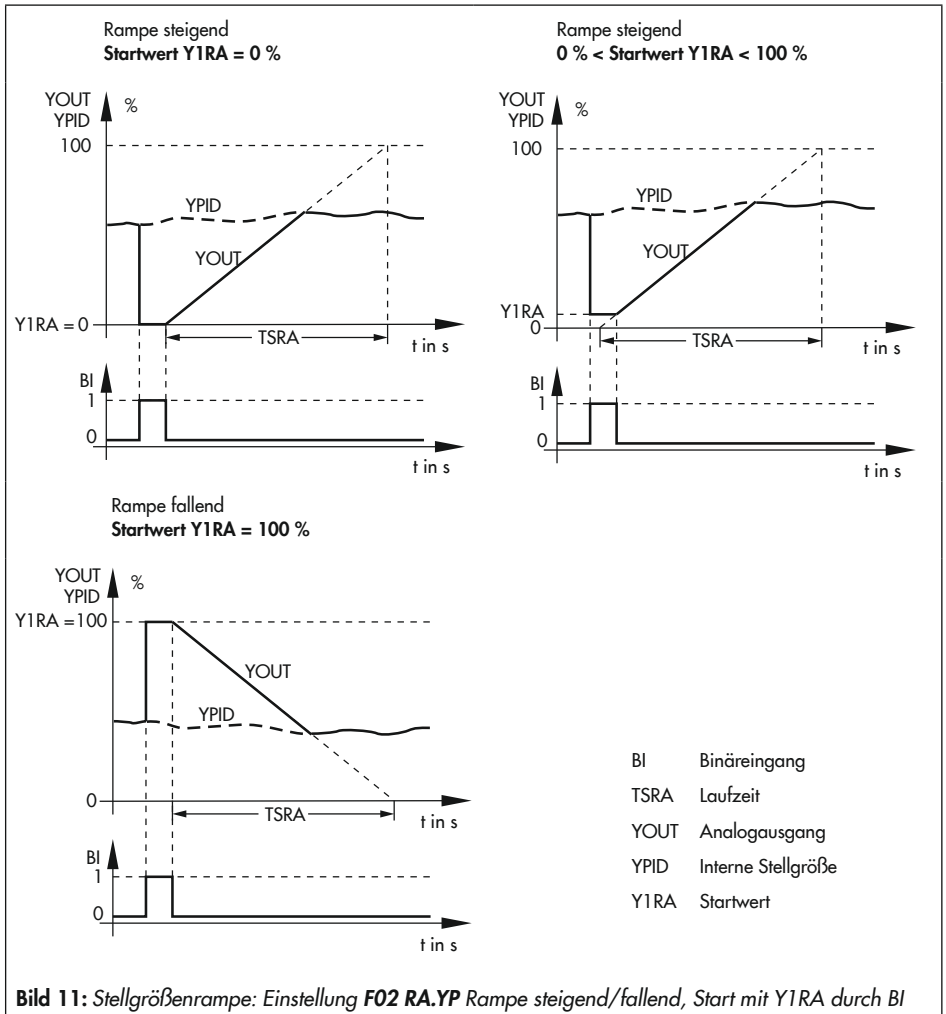 Rampe steigend
Startwert Y1RA = 0 %
YOUT
YPID
%
100
YPID
YOUT
Y1RA = 0
TSRA
t in s
BI
1
0
t in s
Rampe steigend
0 % < Startwert Y1RA < 100 %
YOUT
YPID
%
100
YPID
YOUT
Y1RA
0
TSRA
t in s
BI
1
0
t in s
Rampe fallend
Startwert Y1RA = 100 %
YOUT
YPID
%
Y1RA =100
YOUT
YPID
0
TSRA
t in s
BI
1
0
t in s
BI Binäreingang
TSRA Laufzeit
YOUT Analogausgang
YPID Interne Stellgröße
Y1RA Startwert
Bild 11: Stellgrößenrampe: Einstellung F02 RA.YP Rampe steigend/fallend, Start mit Y1RA durch BI